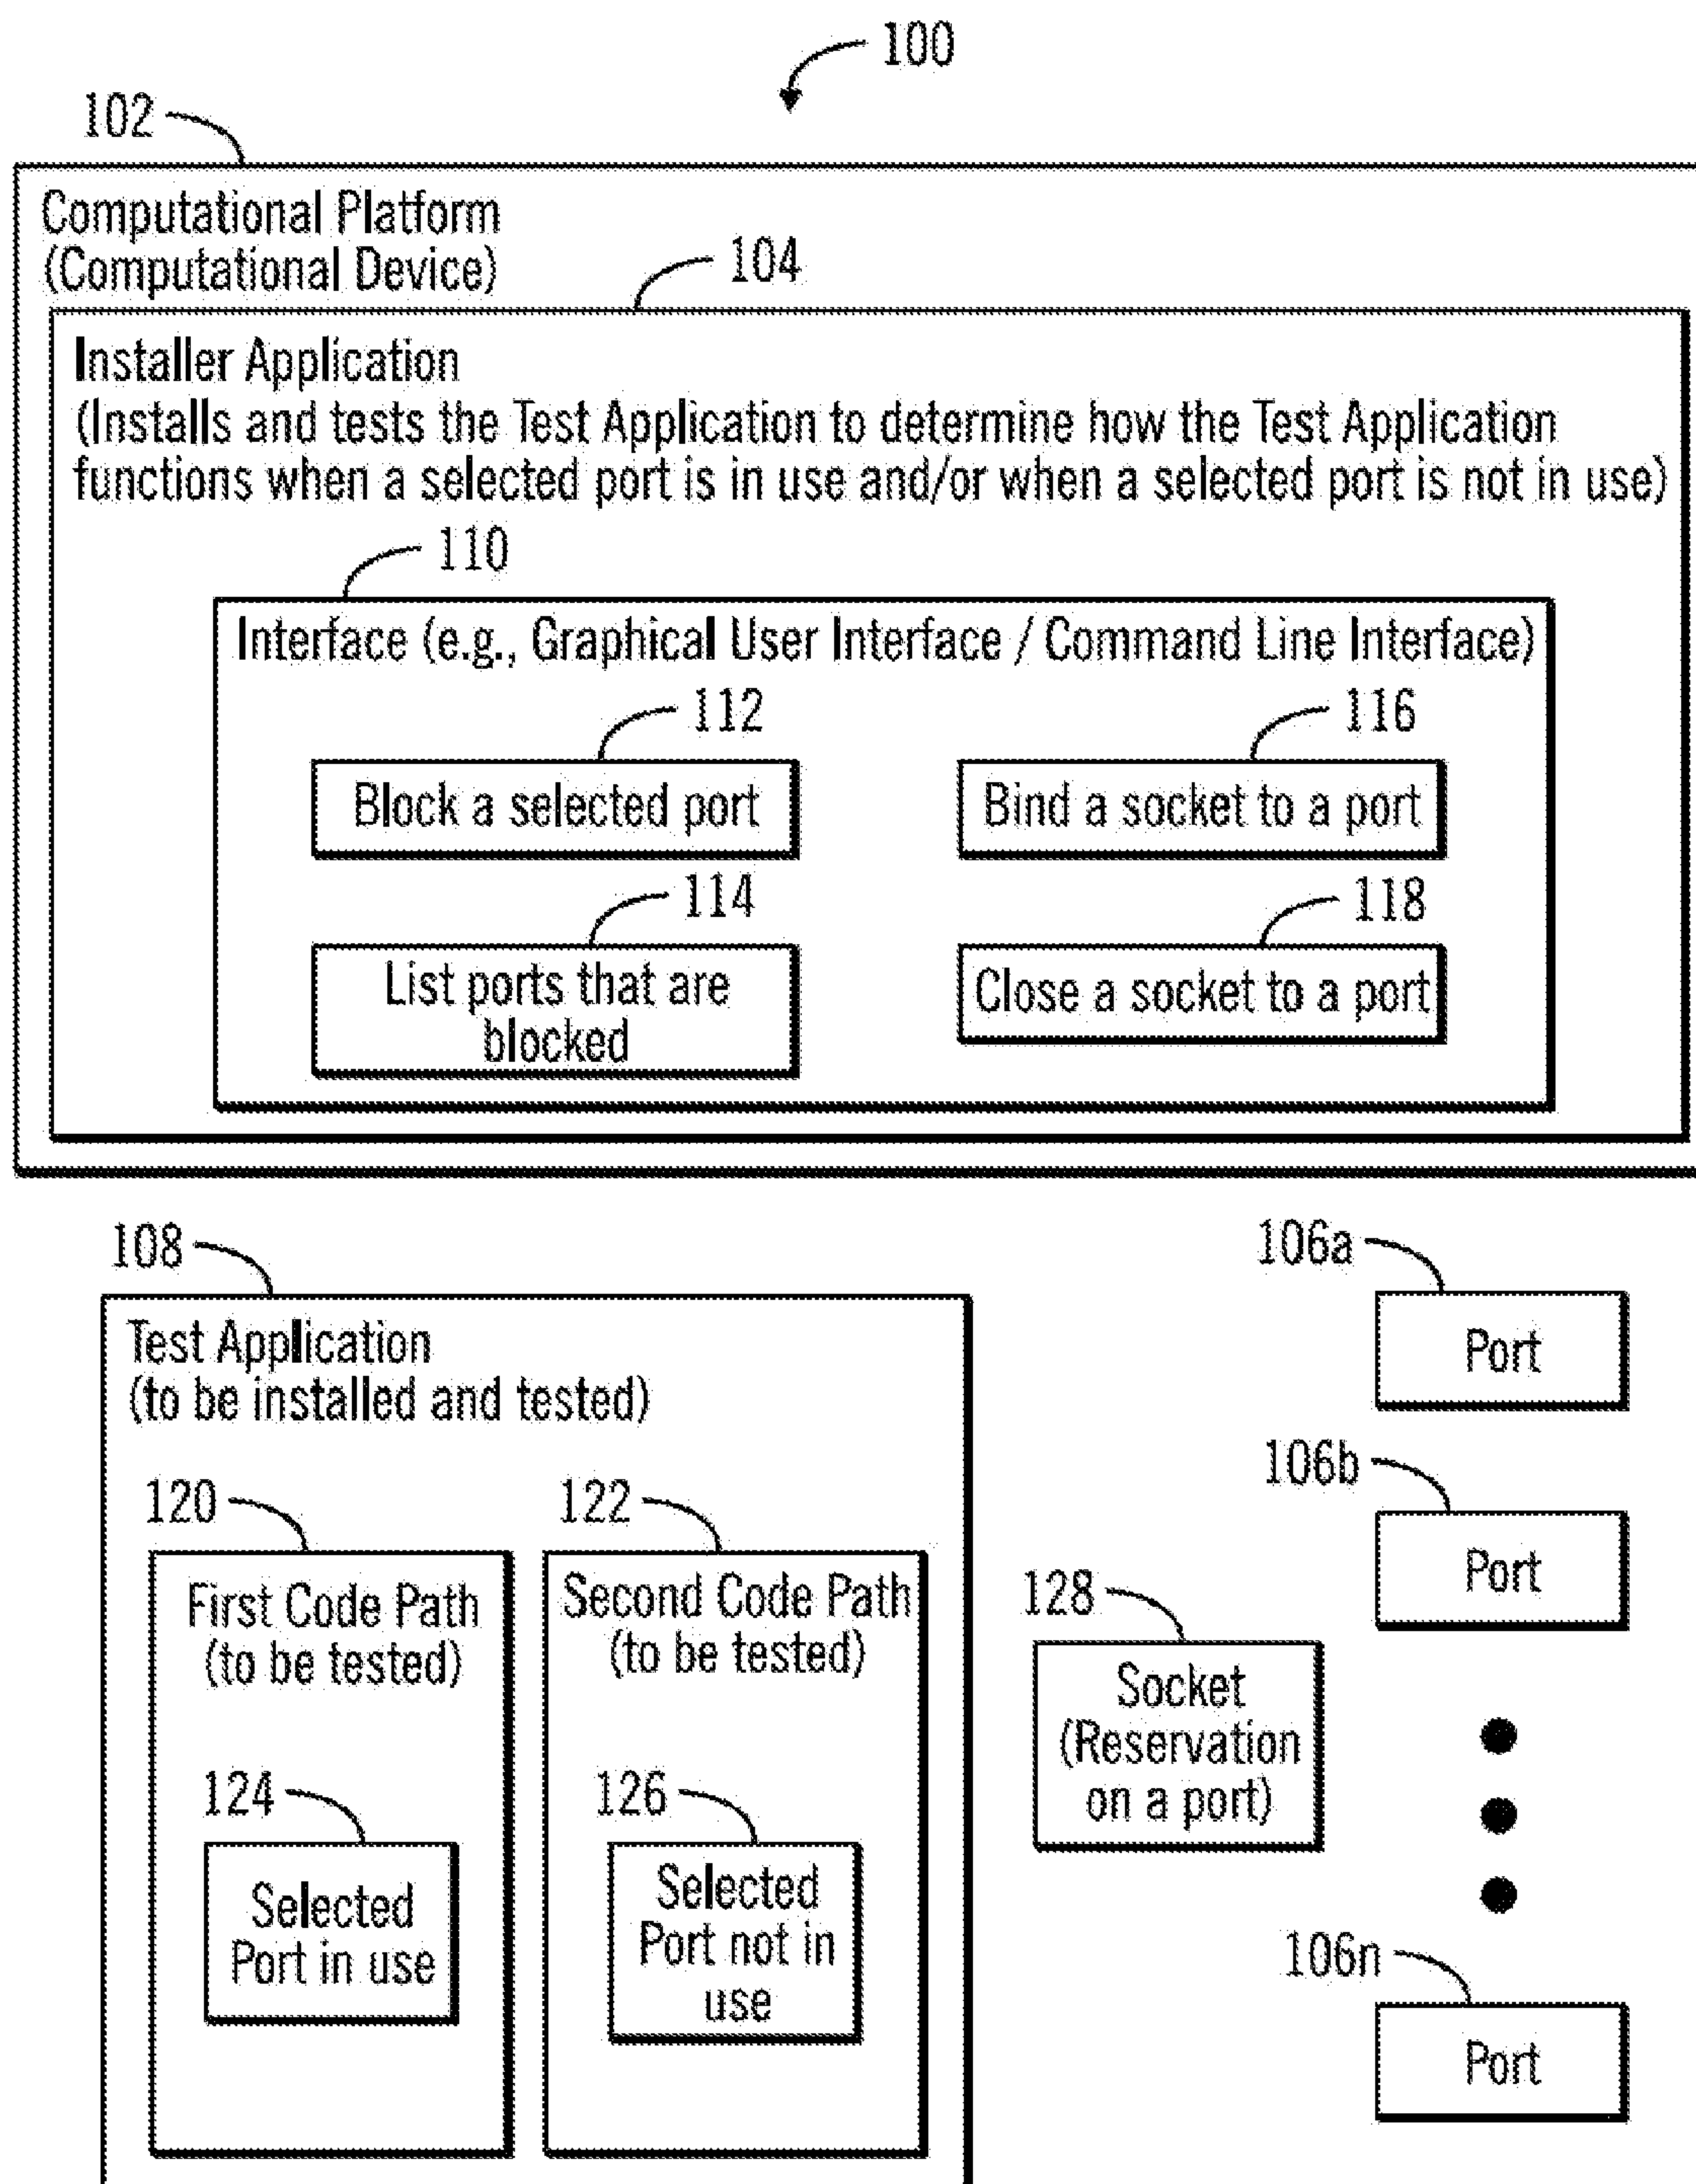 100
102
Computational Platform
(Computational Device)
104
Installer Application
(Installs and tests the Test Application to determine how the Test Application
functions when a selected port is in use and/or when a selected port is not in use)
110
Interface (e.g., Graphical User Interface / Command Line Interface)
112
Block a selected port
116
Bind a socket to a port
114
List ports that are
blocked
118
Close a socket to a port
108
Test Application
(to be installed and tested)
120
First Code Path
(to be tested)
124
Selected
Port in use
122
Second Code Path
(to be tested)
126
Selected
Port not in
use
128
Socket
(Reservation
on a port)
106a
Port
106b
Port
106n
Port